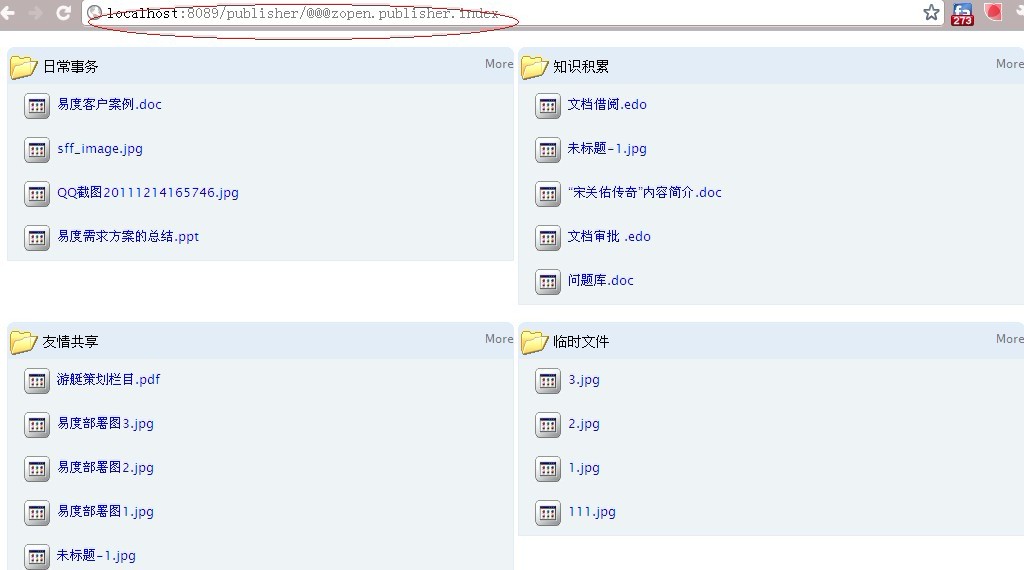 localhost:8089/publisher/@@@zopen.publisher.index
273
日常事务 More
易度客户案例.doc
sff_image.jpg
QQ截图20111214165746.jpg
易度需求方案的总结.ppt
知识积累 More
文档借阅.edo
未标题-1.jpg
“宋关佑传奇”内容简介.doc
文档审批 .edo
问题库.doc
友情共享 More
游艇策划栏目.pdf
易度部署图3.jpg
易度部署图2.jpg
易度部署图1.jpg
未标题-1.jpg
临时文件 More
3.jpg
2.jpg
1.jpg
111.jpg